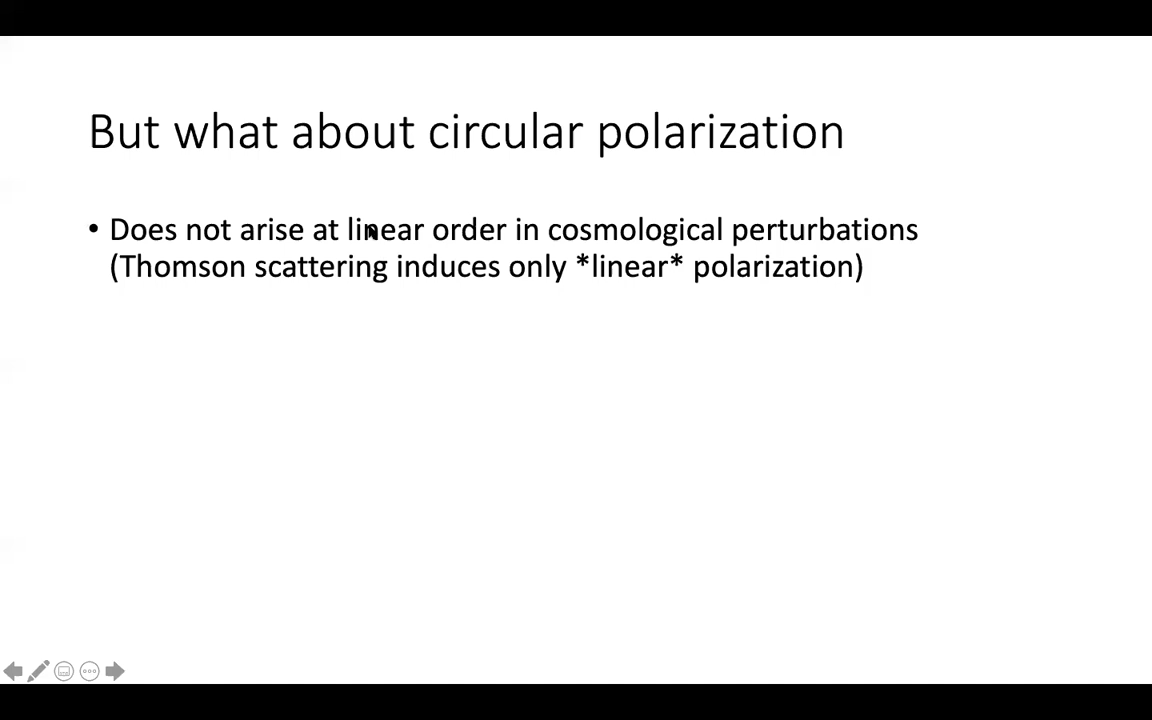 But what about circular polarization
• Does not arise at linear order in cosmological perturbations
(Thomson scattering induces only *linear* polarization)